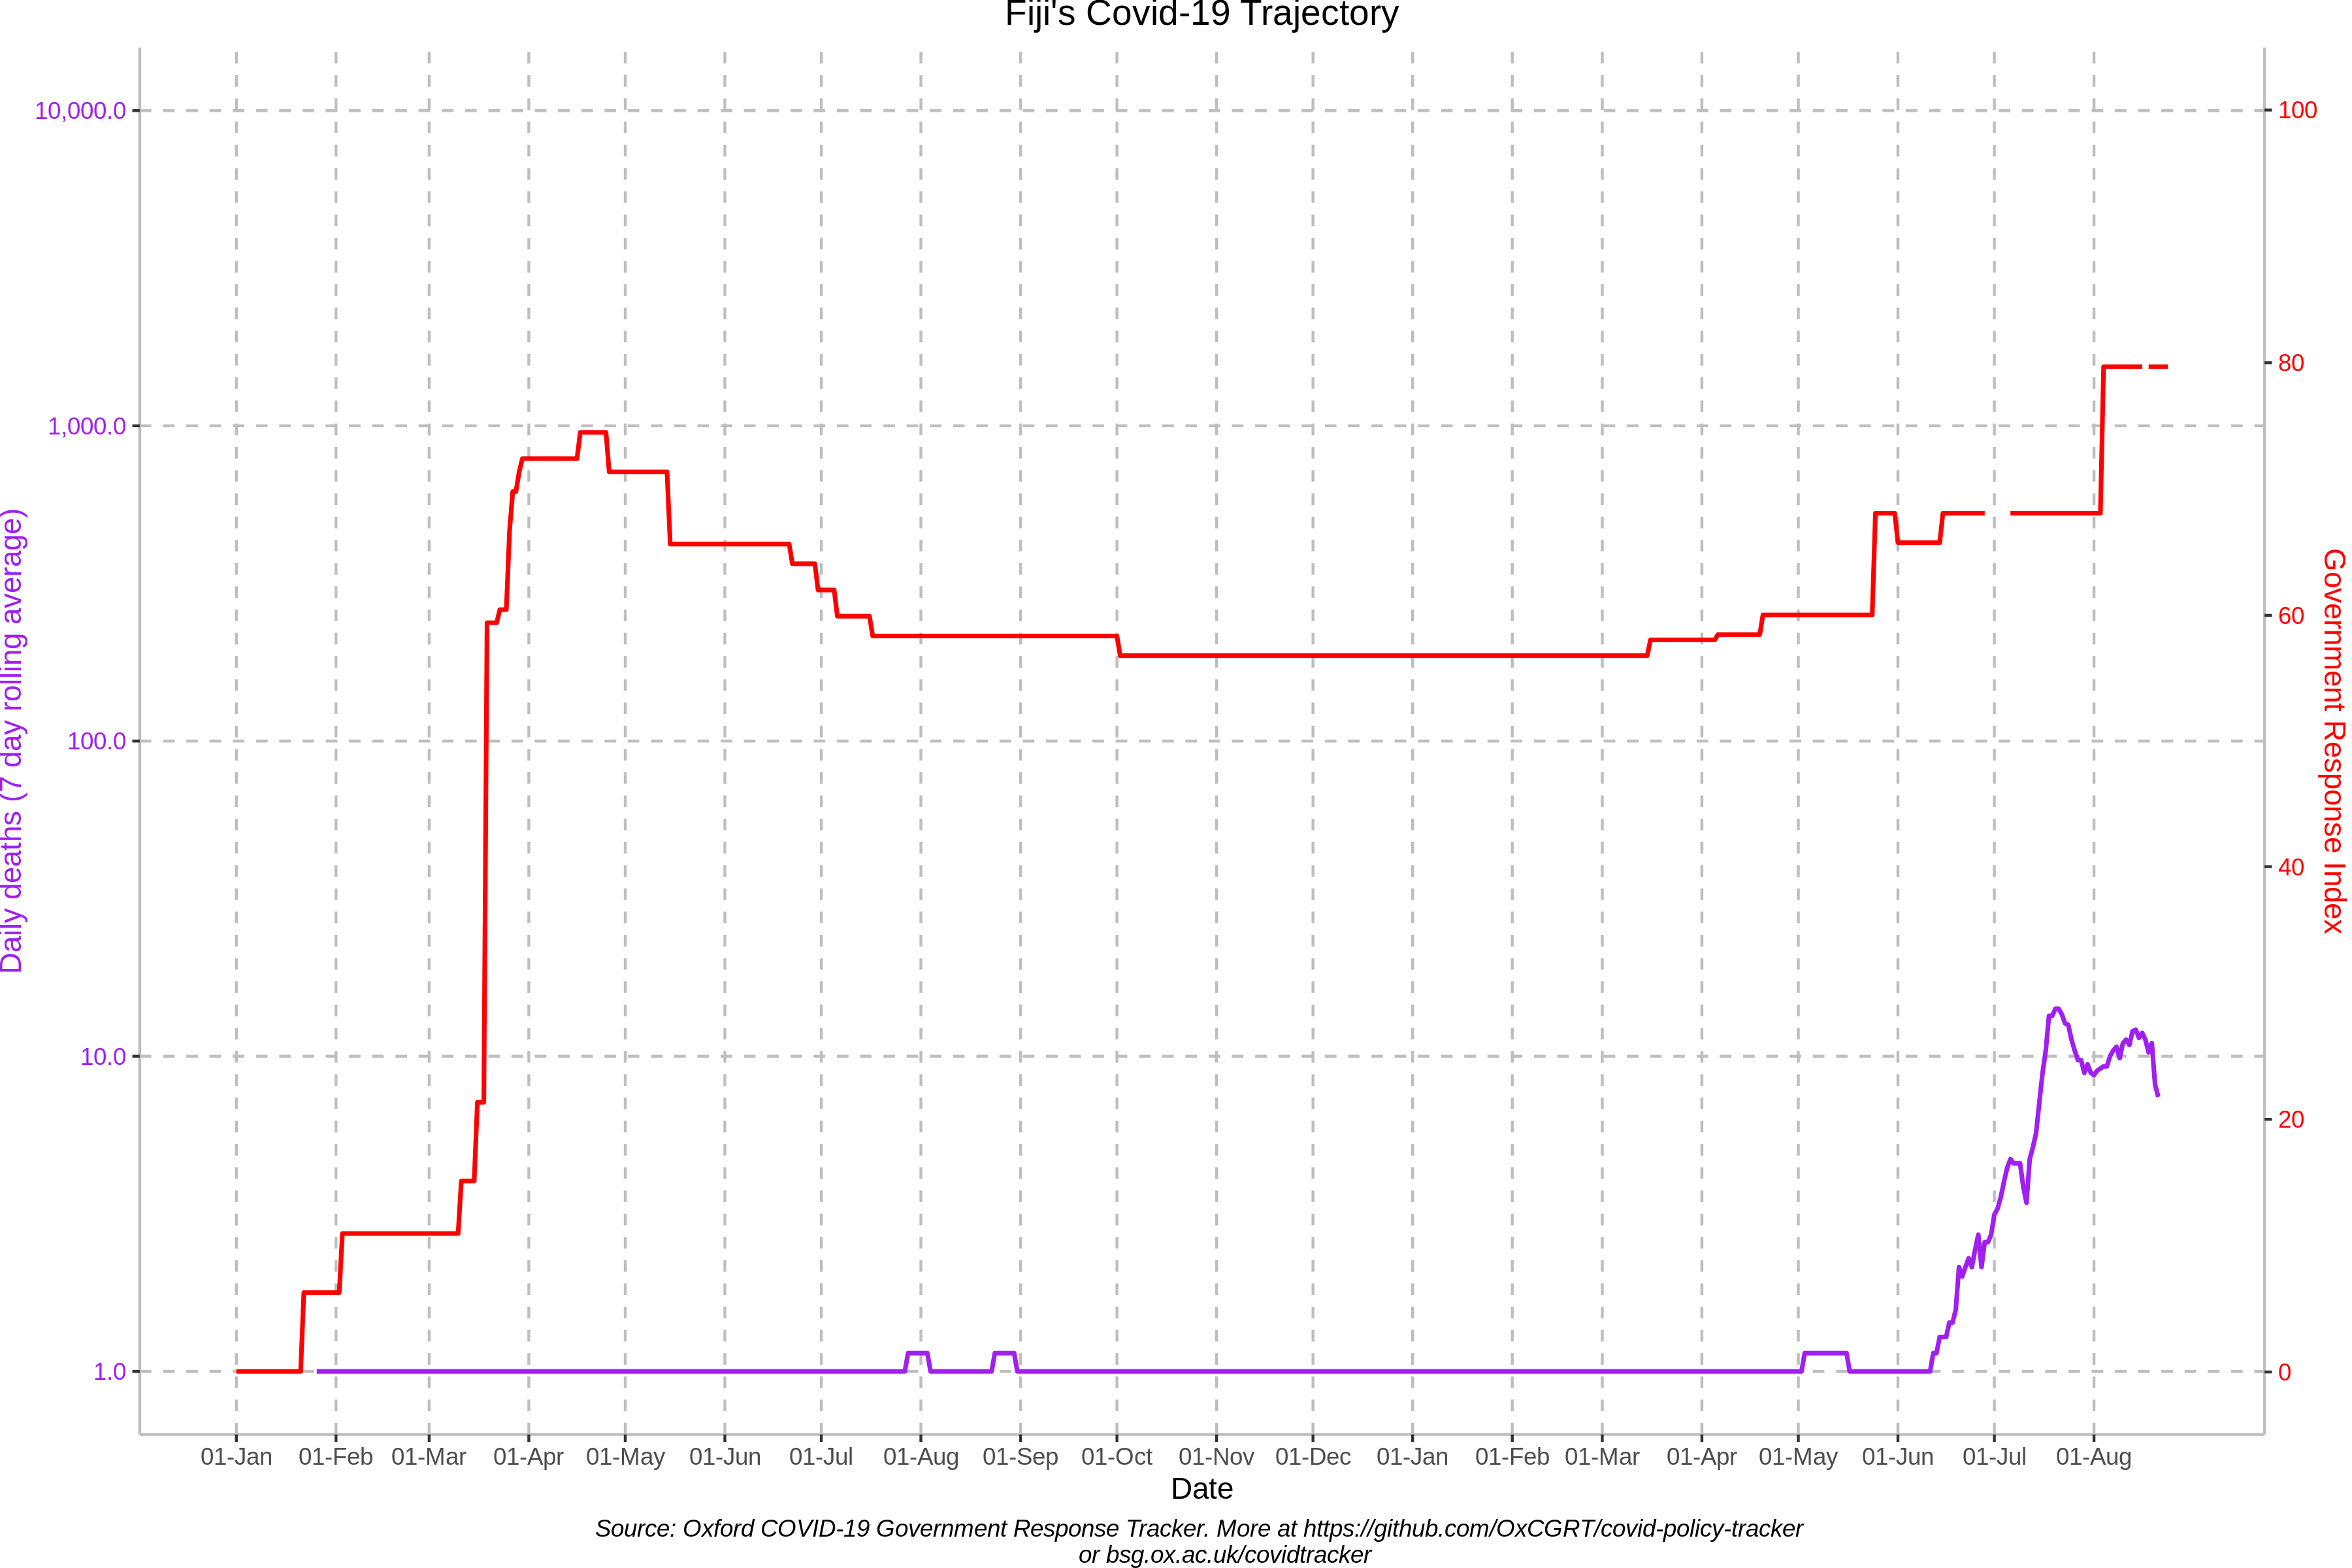 Fiji's Covid-19 Trajectory
10,000.0
1,000.0
100.0
10.0
1.0
Daily deaths (7 day rolling average)
100
80
60
40
20
0
Government Response Index
01-Jan 01-Feb 01-Mar 01-Apr 01-May 01-Jun 01-Jul 01-Aug 01-Sep 01-Oct 01-Nov 01-Dec 01-Jan 01-Feb 01-Mar 01-Apr 01-May 01-Jun 01-Jul 01-Aug
Date
Source: Oxford COVID-19 Government Response Tracker. More at https://github.com/OxCGRT/covid-policy-tracker
or bsg.ox.ac.uk/covidtracker